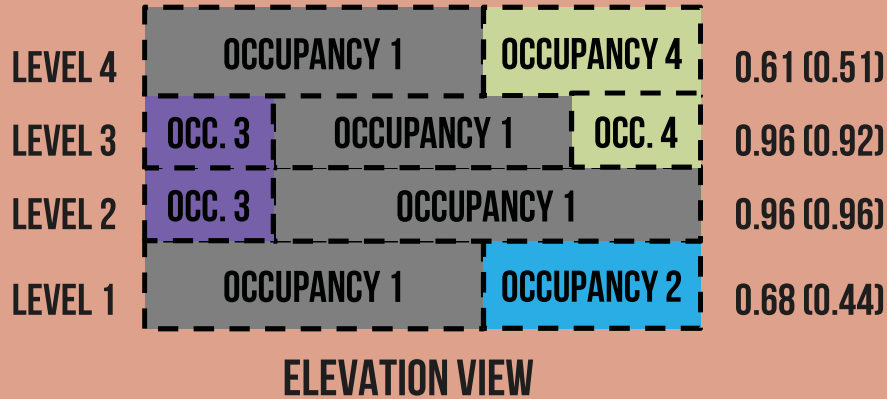 LEVEL 4 OCCUPANCY 1 OCCUPANCY 4 0.61 (0.51)
LEVEL 3 OCC. 3 OCCUPANCY 1 OCC. 4 0.96 (0.92)
LEVEL 2 OCC. 3 OCCUPANCY 1 0.96 (0.96)
LEVEL 1 OCCUPANCY 1 OCCUPANCY 2 0.68 (0.44)
ELEVATION VIEW